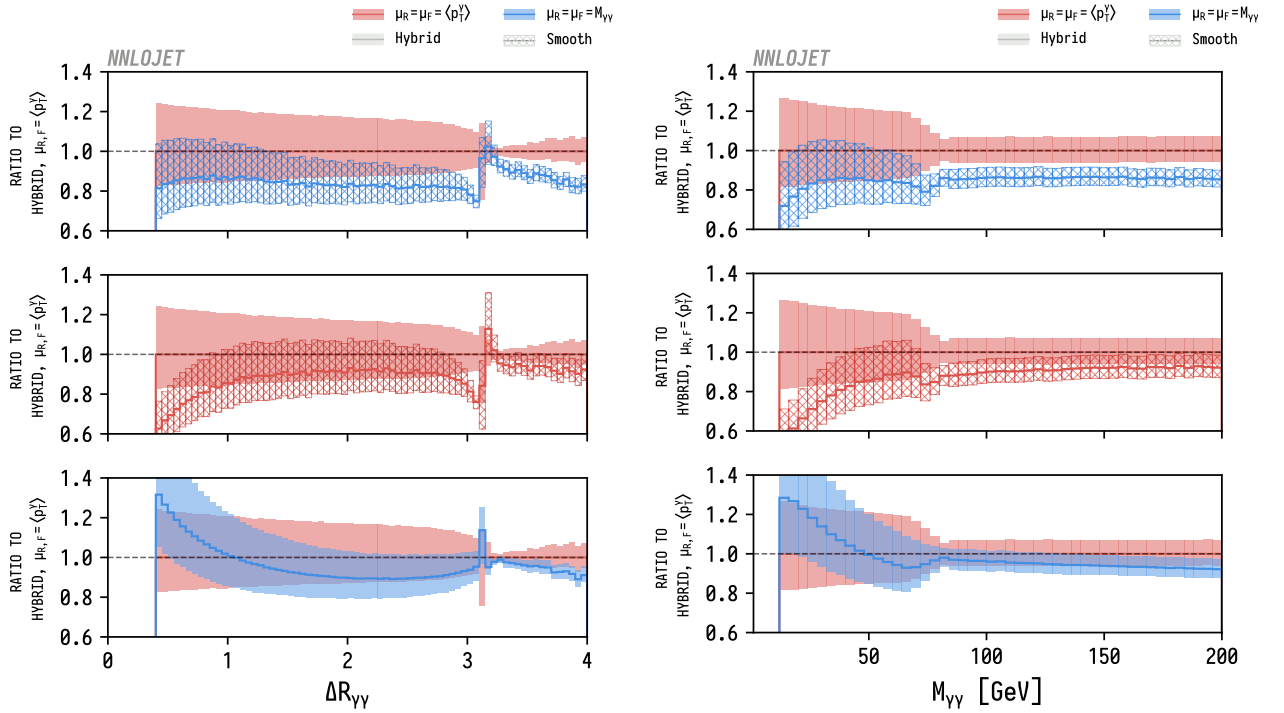 μR = μF = ⟨pTγ⟩ μR = μF = Mγγ
Hybrid Smooth
NNLOJET
RATIO TO
HYBRID, μR,F = ⟨pTγ⟩
1.4
1.2
1.0
0.8
0.6
RATIO TO
HYBRID, μR,F = ⟨pTγ⟩
1.4
1.2
1.0
0.8
0.6
RATIO TO
HYBRID, μR,F = ⟨pTγ⟩
1.4
1.2
1.0
0.8
0.6
0 1 2 3 4
ΔRγγ
μR = μF = ⟨pTγ⟩ μR = μF = Mγγ
Hybrid Smooth
NNLOJET
RATIO TO
HYBRID, μR,F = ⟨pTγ⟩
1.4
1.2
1.0
0.8
0.6
RATIO TO
HYBRID, μR,F = ⟨pTγ⟩
1.4
1.2
1.0
0.8
0.6
RATIO TO
HYBRID, μR,F = ⟨pTγ⟩
1.4
1.2
1.0
0.8
0.6
50 100 150 200
Mγγ [GeV]